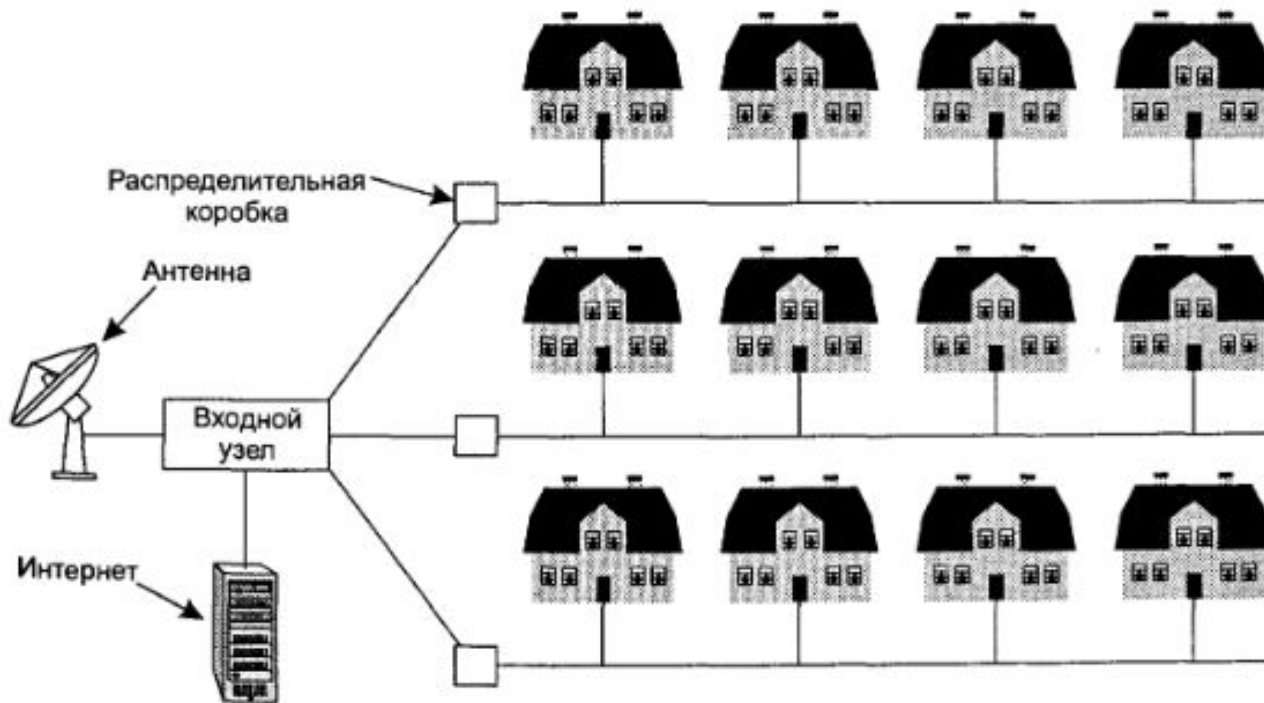 Распределительная
коробка
Антенна
Входной
узел
Интернет